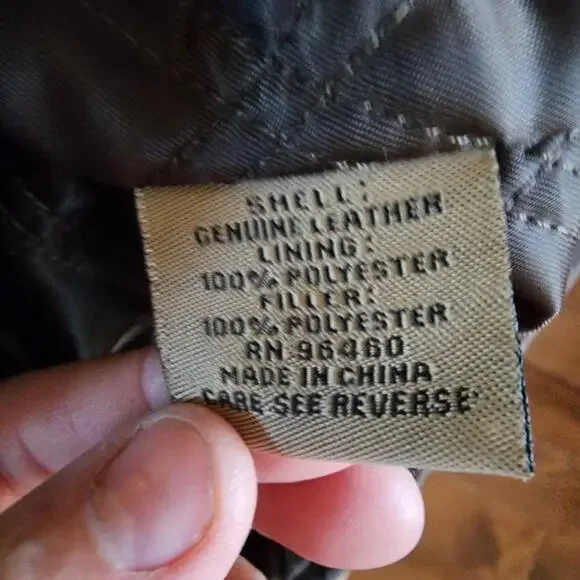 SHELL:
GENUINE LEATHER
LINING:
100% POLYESTER
FILLER:
100% POLYESTER
RN 96460
MADE IN CHINA
CARE SEE REVERSE